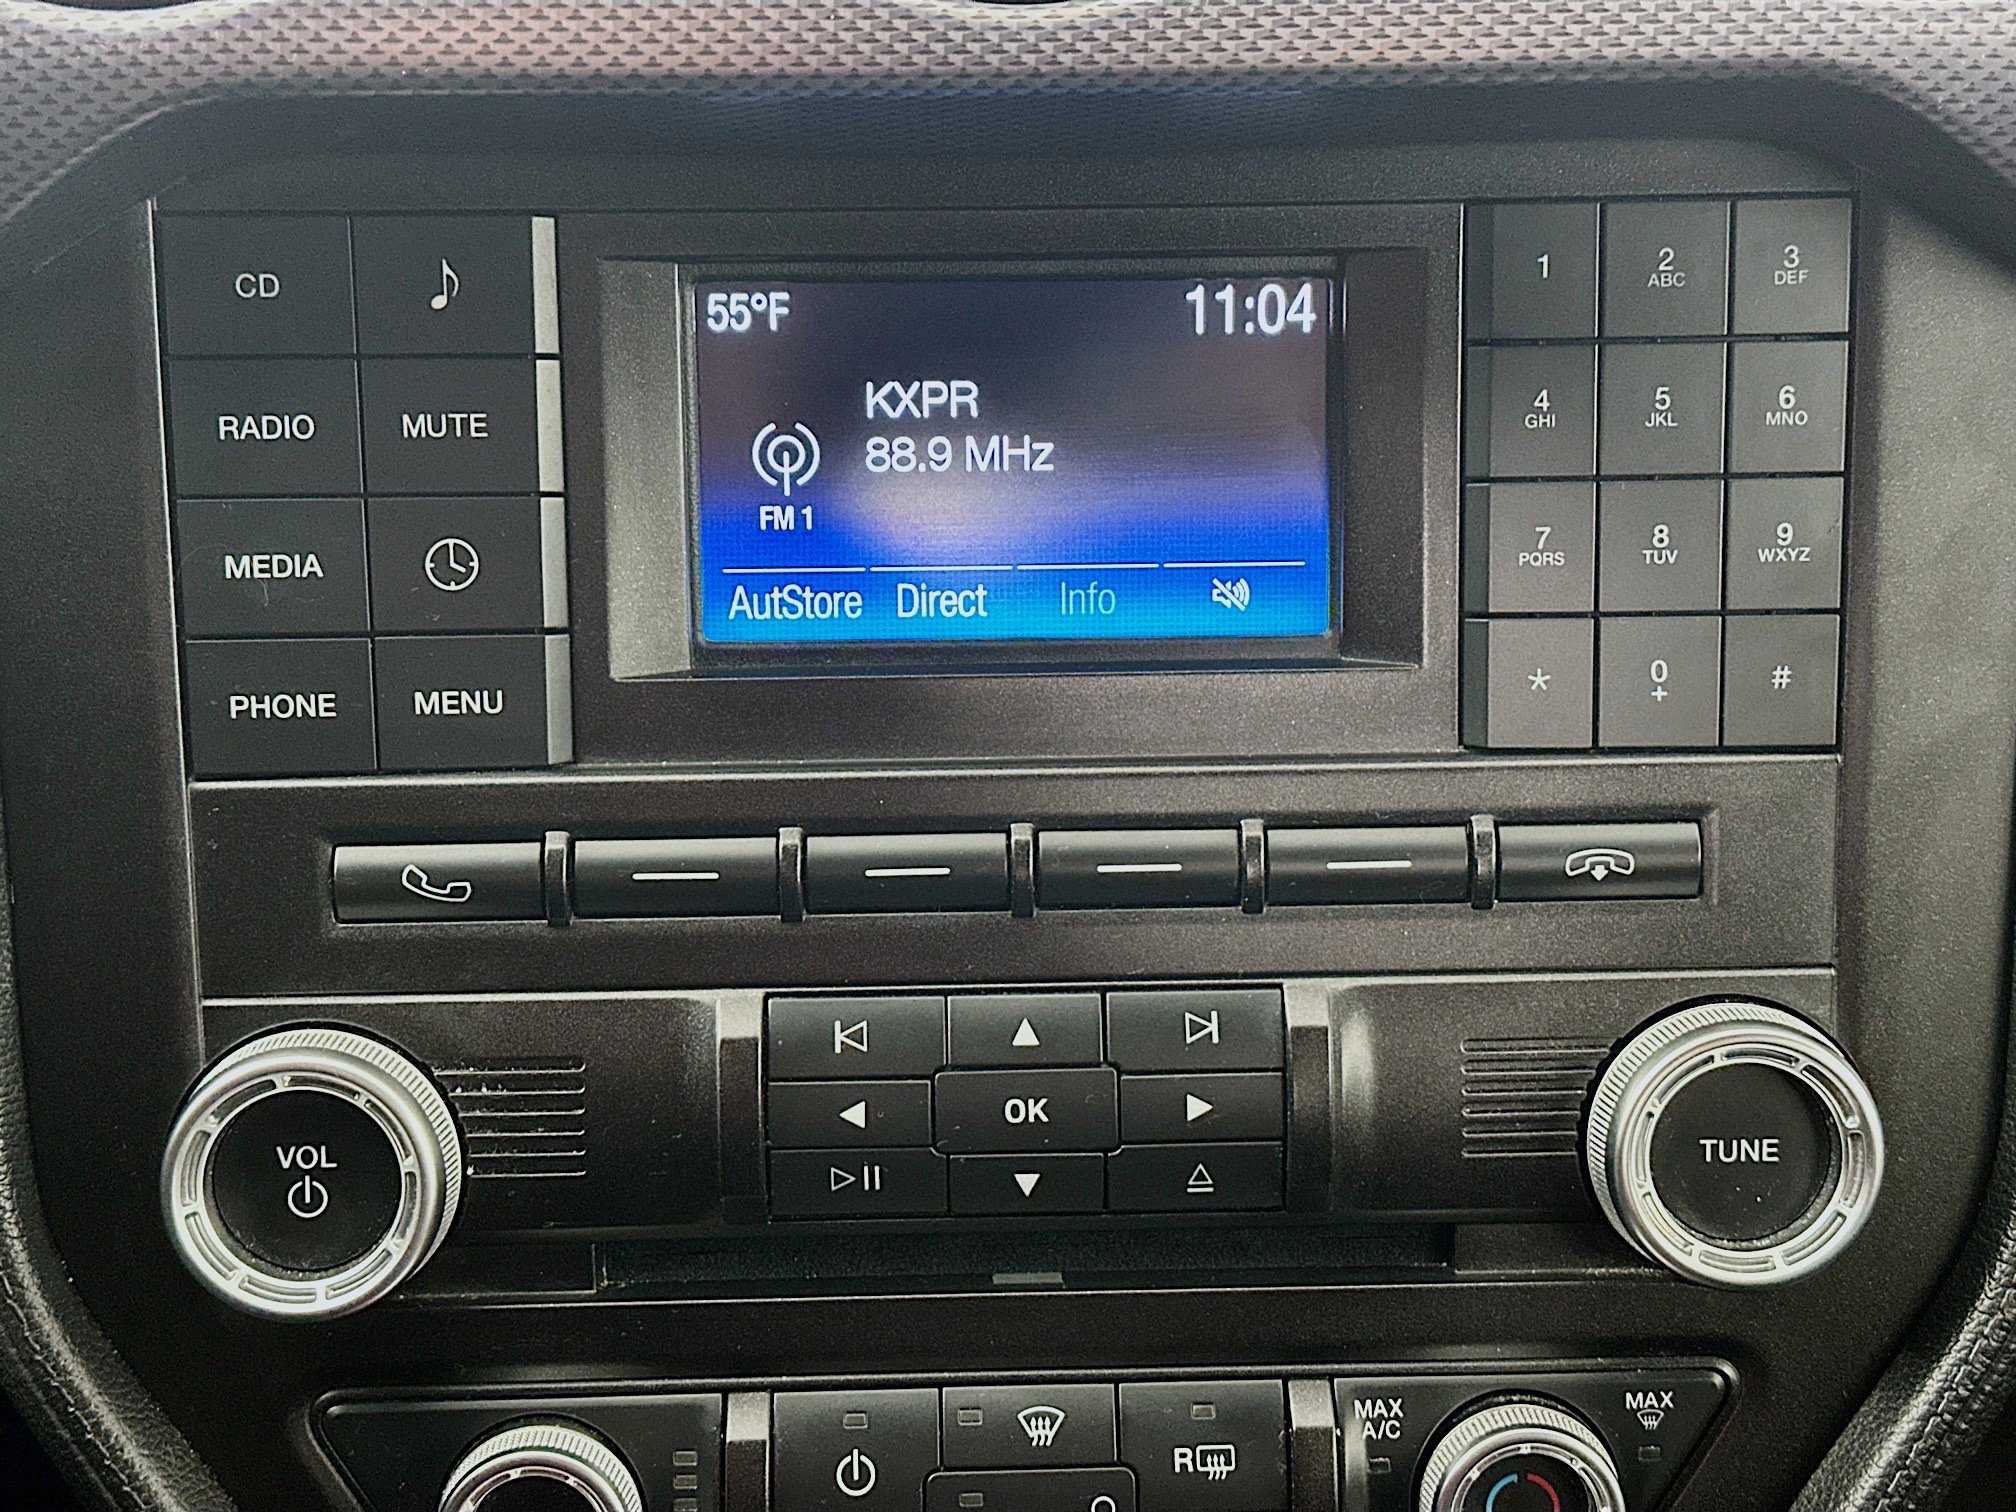 55°F 11:04
KXPR
88.9 MHz
FM 1
AutStore Direct Info
CD
RADIO MUTE
MEDIA
PHONE MENU
1 2 ABC 3 DEF
4 GHI 5 JKL 6 MNO
7 PQRS 8 TUV 9 WXYZ
* 0 + #
OK
VOL
TUNE
MAX A/C
MAX
R